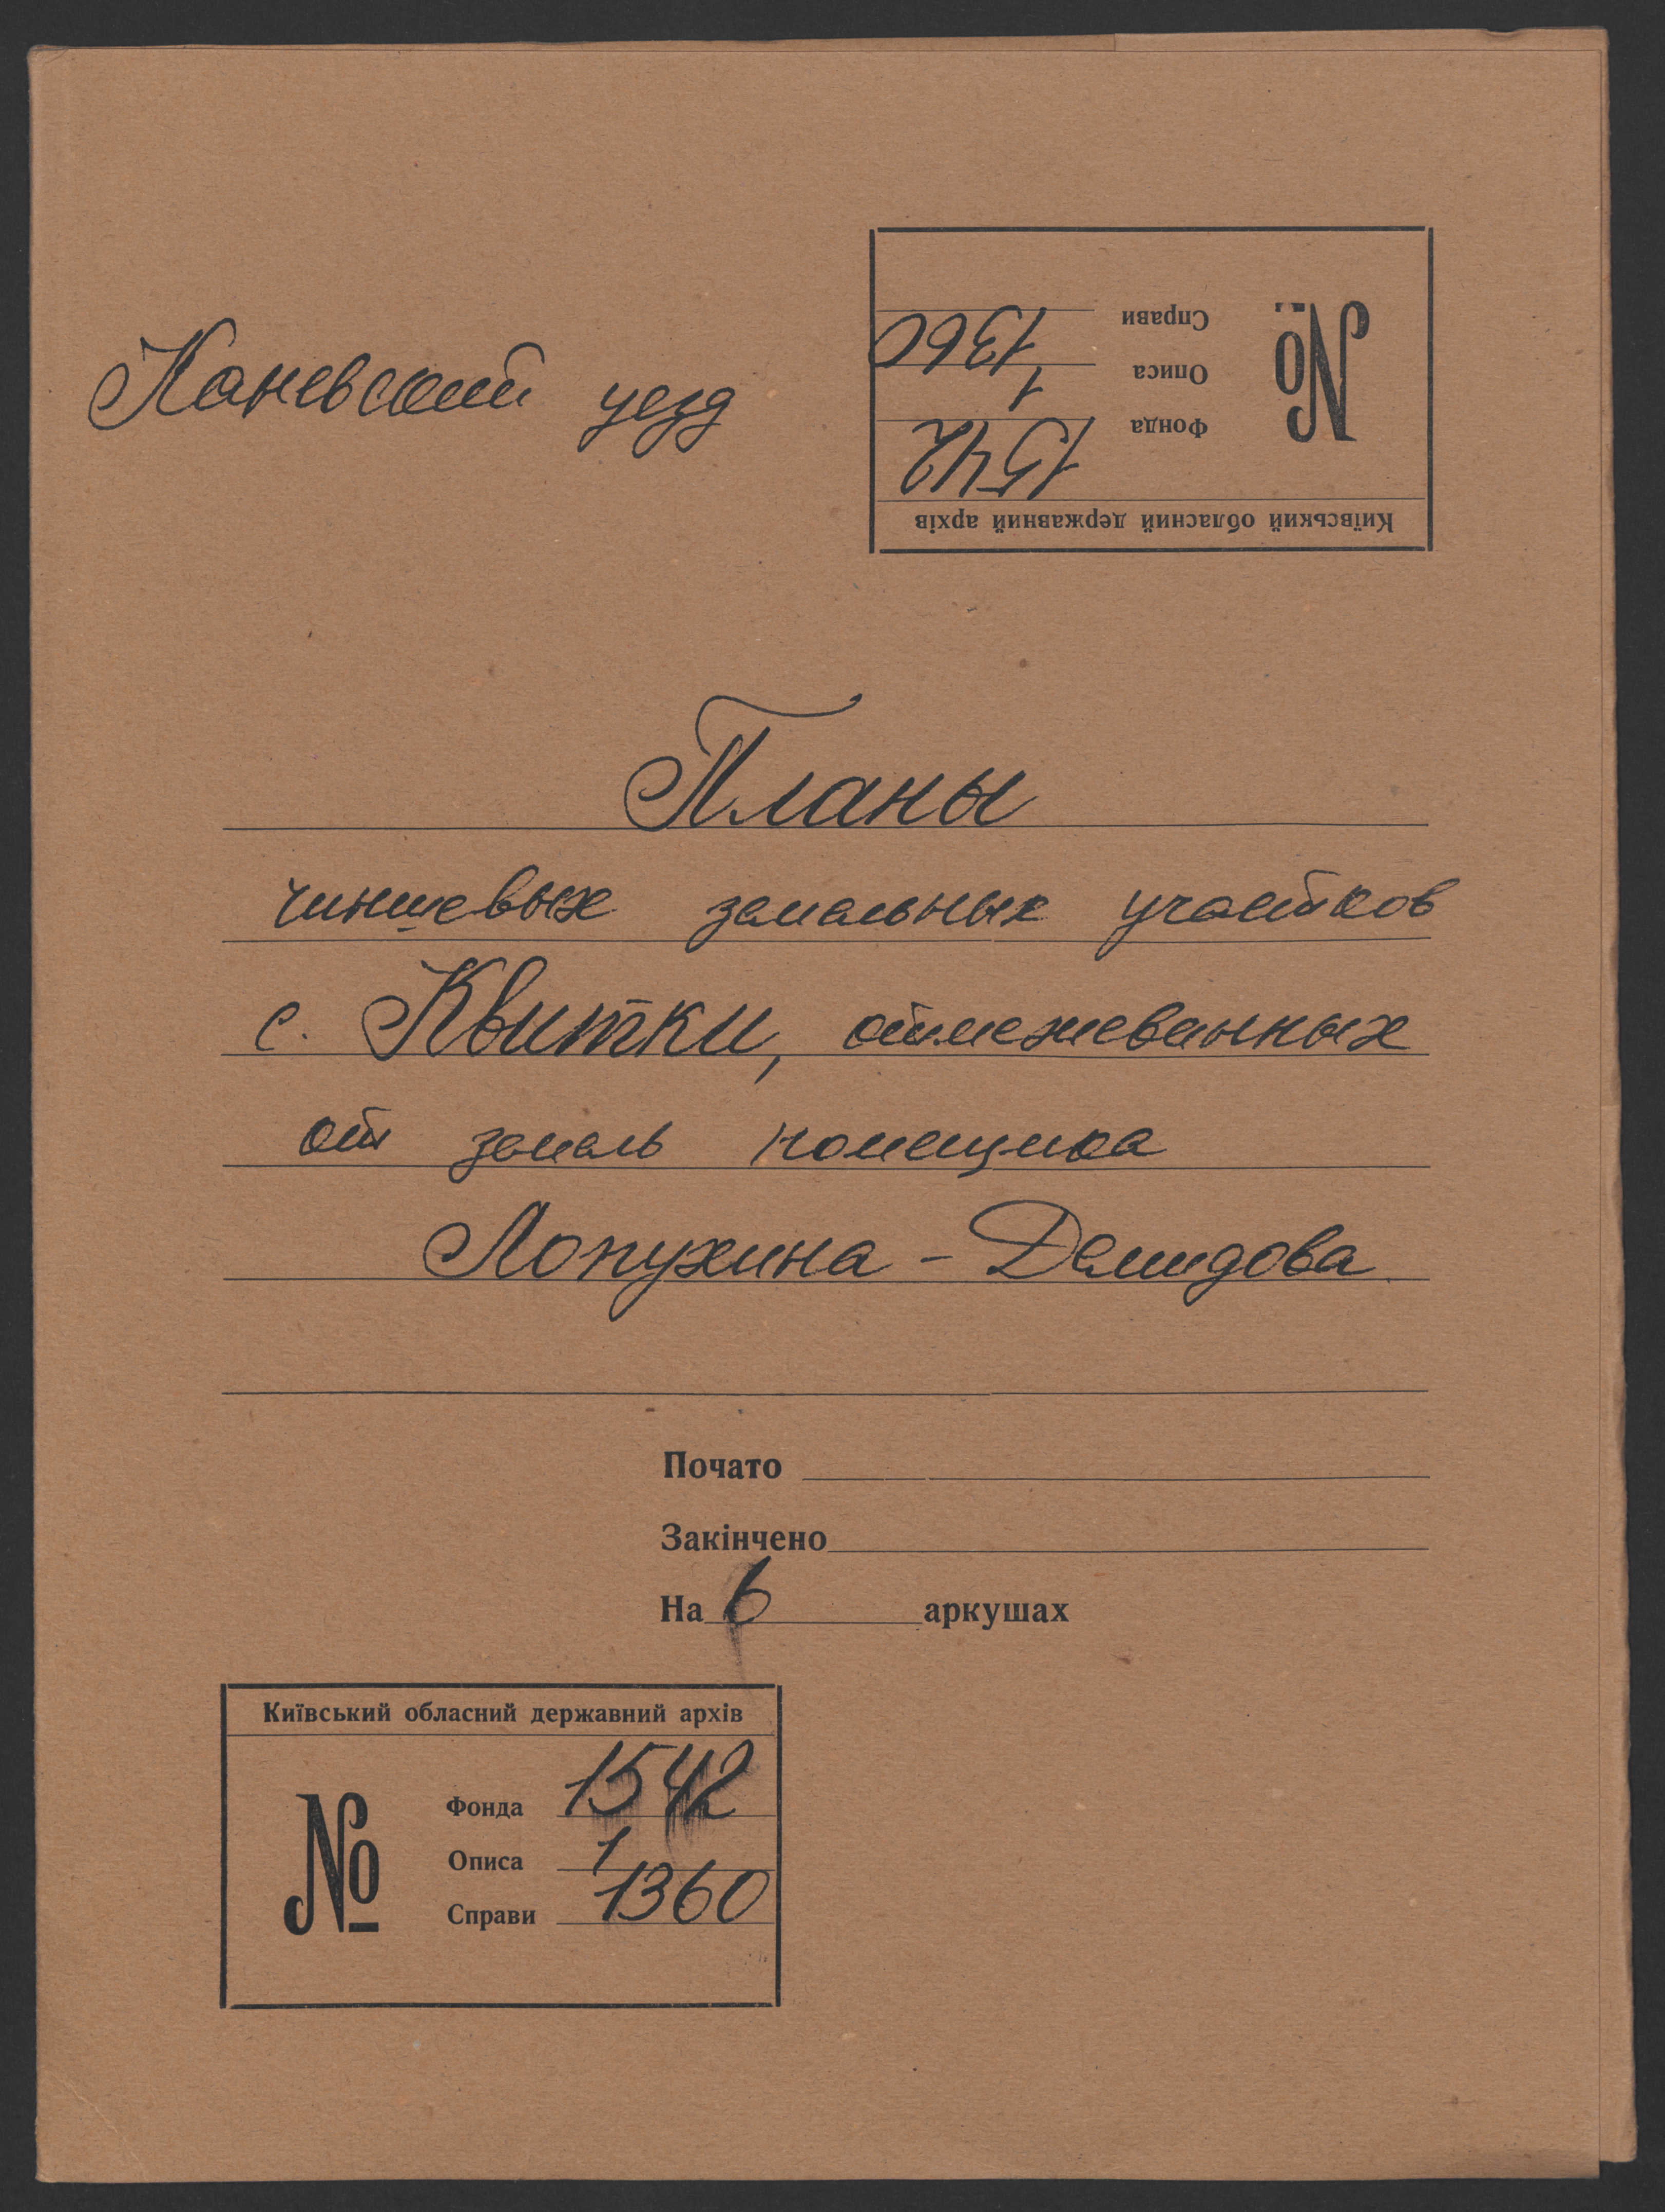 Каневский уезд
Київський обласний державний архів
№
Фонда 1542
Описа 1
Справи 1360
Планы
чиншевых земельных участков
с. Квитки, отмежеванных
от земель помещика
Лопухина - Демидова
Почато
Закінчено
На 6 аркушах
Київський обласний державний архів
№
Фонда 1542
Описа 1
Справи 1360